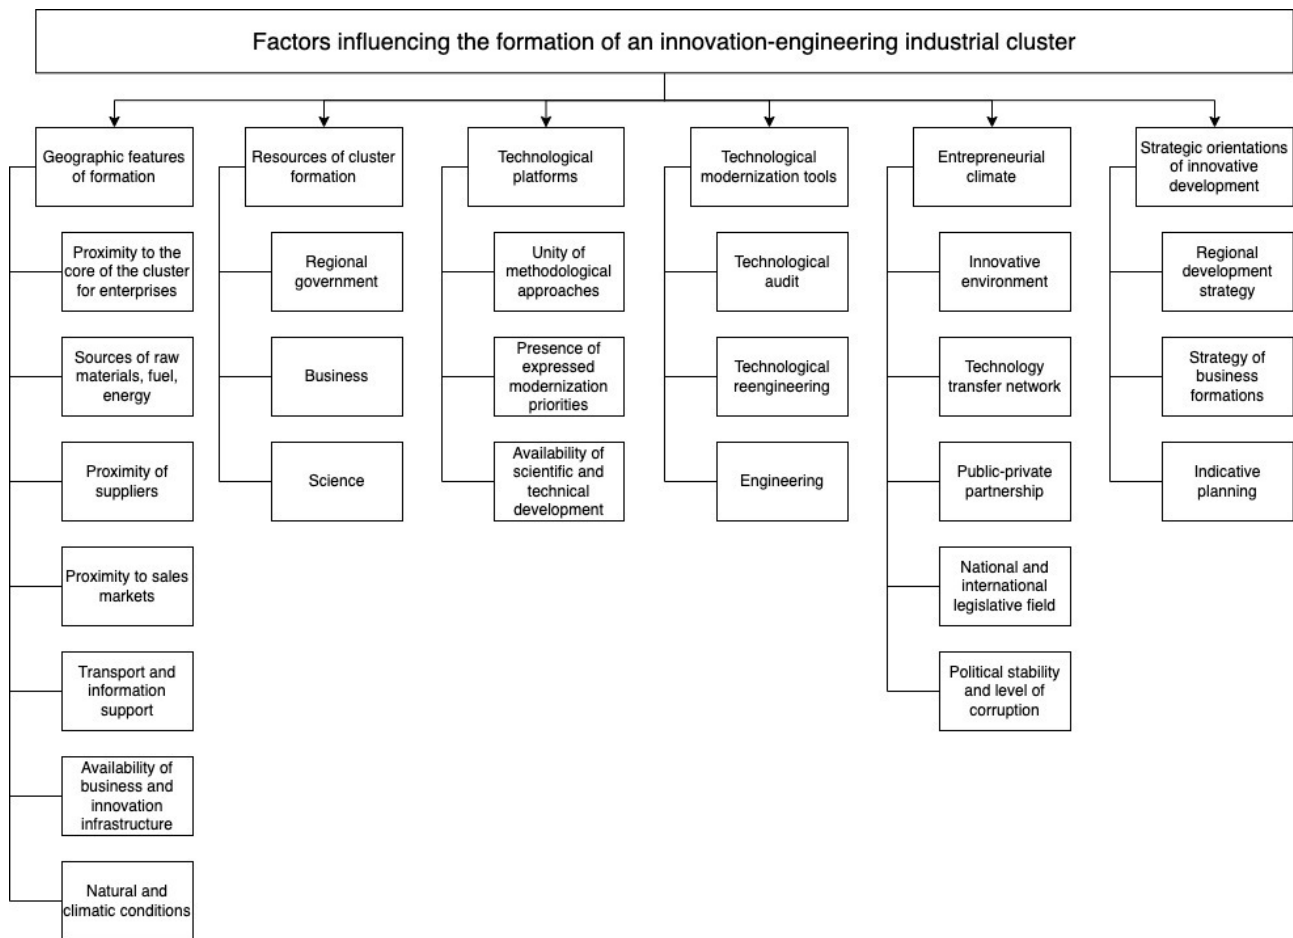 Factors influencing the formation of an innovation-engineering industrial cluster
Geographic features
of formation
Proximity to the
core of the cluster
for enterprises
Sources of raw
materials, fuel,
energy
Proximity of
suppliers
Proximity to sales
markets
Transport and
information
support
Availability of
business and
innovation
infrastructure
Natural and
climatic conditions
Resources of cluster
formation
Regional
government
Business
Science
Technological
platforms
Unity of
methodological
approaches
Presence of
expressed
modernization
priorities
Availability of
scientific and
technical
development
Technological
modernization tools
Technological
audit
Technological
reengineering
Engineering
Entrepreneurial
climate
Innovative
environment
Technology
transfer network
Public-private
partnership
National and
international
legislative field
Political stability
and level of
corruption
Strategic orientations
of innovative
development
Regional
development
strategy
Strategy of
business
formations
Indicative
planning